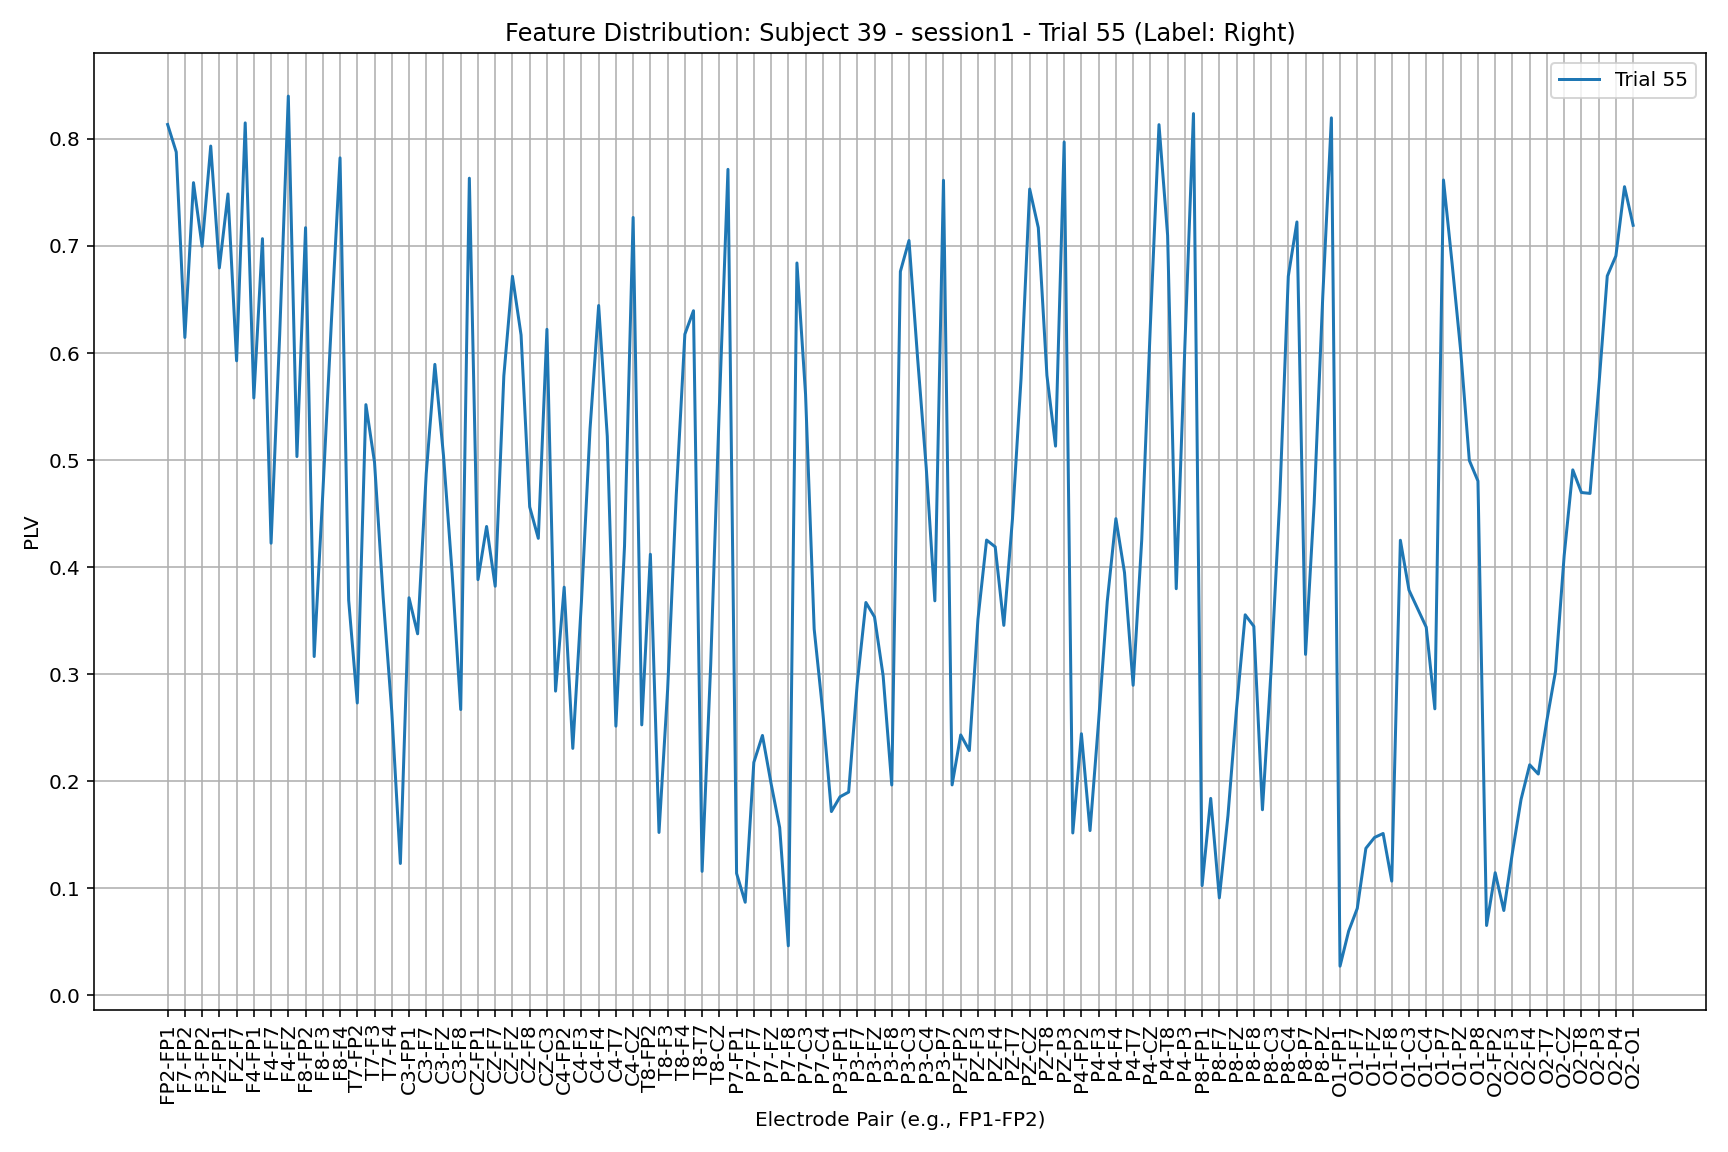 Feature Distribution: Subject 39 - session1 - Trial 55 (Label: Right)
Trial 55
PLV
0.8
0.7
0.6
0.5
0.4
0.3
0.2
0.1
0.0
FP2-FP1
F7-FP2
F3-FP2
FZ-FP1
FZ-F7
F4-FP1
F4-F7
F4-FZ
F8-FP2
F8-F3
F8-F4
T7-FP2
T7-F3
T7-F4
C3-FP1
C3-F7
C3-FZ
C3-F8
CZ-FP1
CZ-F7
CZ-FZ
CZ-F8
CZ-C3
C4-FP2
C4-F3
C4-F4
C4-T7
C4-CZ
T8-FP2
T8-F3
T8-F4
T8-T7
T8-CZ
P7-FP1
P7-F7
P7-FZ
P7-F8
P7-C3
P7-C4
P3-FP1
P3-F7
P3-FZ
P3-F8
P3-C3
P3-C4
P3-P7
PZ-FP2
PZ-F3
PZ-F4
PZ-T7
PZ-CZ
PZ-T8
PZ-P3
P4-FP2
P4-F3
P4-F4
P4-T7
P4-CZ
P4-T8
P4-P3
P8-FP1
P8-F7
P8-FZ
P8-F8
P8-C3
P8-C4
P8-P7
P8-PZ
O1-FP1
O1-F7
O1-FZ
O1-F8
O1-C3
O1-C4
O1-P7
O1-PZ
O1-P8
O2-FP2
O2-F3
O2-F4
O2-T7
O2-CZ
O2-T8
O2-P3
O2-P4
O2-O1
Electrode Pair (e.g., FP1-FP2)